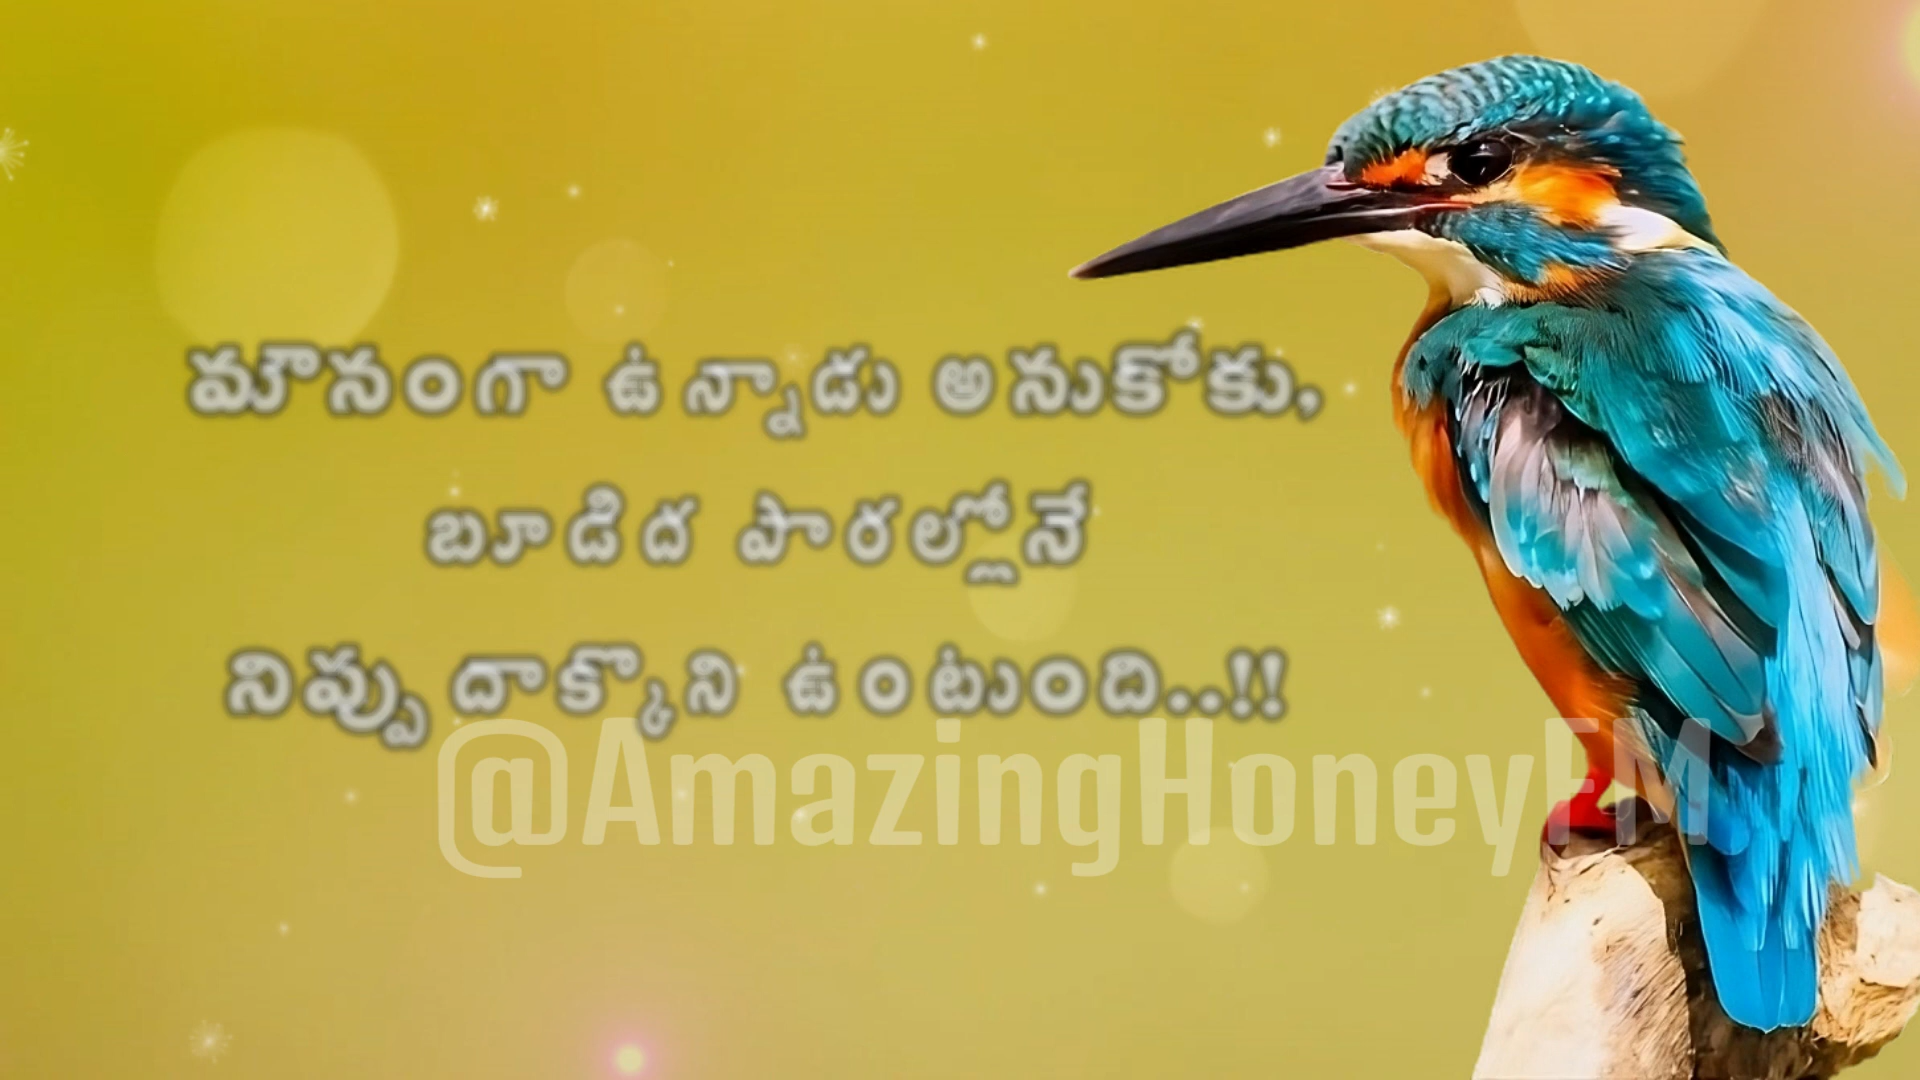 మౌనంగా ఉన్నాడు అనుకోకు,
బూడిద పొరల్లోనే
నిప్పు దాక్కొని ఉంటుంది..!!
@AmazingHoneyFM